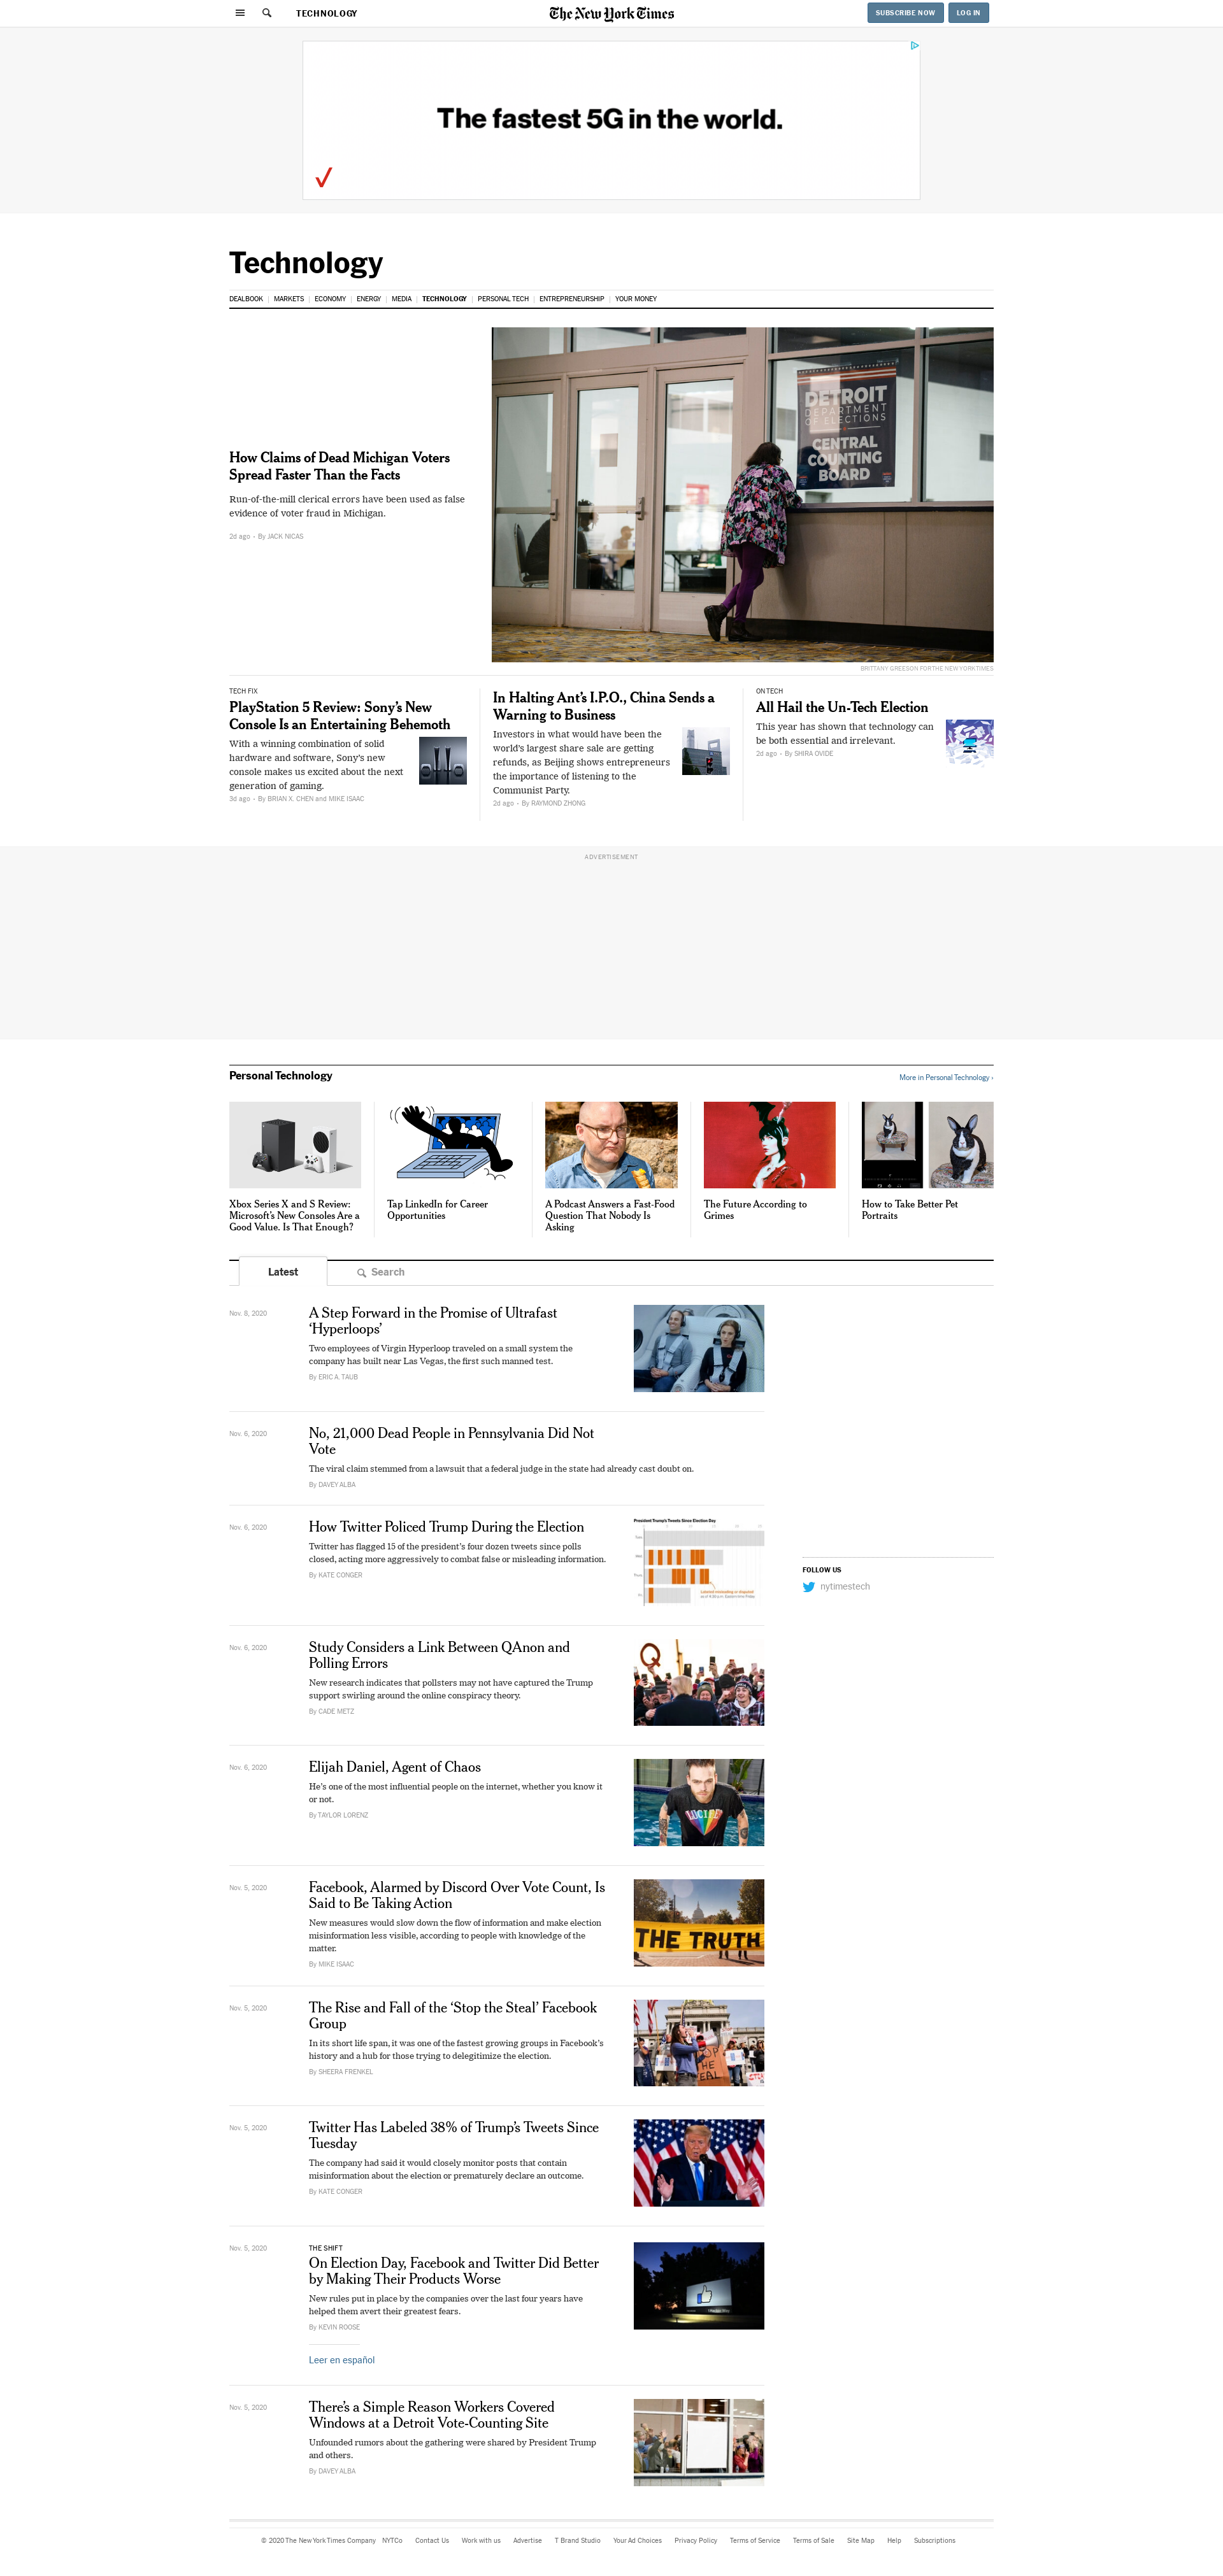 TECHNOLOGY
The New York Times
SUBSCRIBE NOW
LOG IN
The fastest 5G in the world.
Technology
DEALBOOK
MARKETS
ECONOMY
ENERGY
MEDIA
TECHNOLOGY
PERSONAL TECH
ENTREPRENEURSHIP
YOUR MONEY
How Claims of Dead Michigan Voters
Spread Faster Than the Facts
Run-of-the-mill clerical errors have been used as false
evidence of voter fraud in Michigan.
2d ago • By JACK NICAS
DETROIT
DEPARTMENT
OF ELECTIONS
CENTRAL
COUNTING
BOARD
BRITTANY GREESON FOR THE NEW YORK TIMES
TECH FIX
PlayStation 5 Review: Sony’s New
Console Is an Entertaining Behemoth
With a winning combination of solid
hardware and software, Sony’s new
console makes us excited about the next
generation of gaming.
3d ago • By BRIAN X. CHEN and MIKE ISAAC
In Halting Ant’s I.P.O., China Sends a
Warning to Business
Investors in what would have been the
world’s largest share sale are getting
refunds, as Beijing shows entrepreneurs
the importance of listening to the
Communist Party.
2d ago • By RAYMOND ZHONG
ON TECH
All Hail the Un-Tech Election
This year has shown that technology can
be both essential and irrelevant.
2d ago • By SHIRA OVIDE
ADVERTISEMENT
Personal Technology
More in Personal Technology ›
Xbox Series X and S Review:
Microsoft’s New Consoles Are a
Good Value. Is That Enough?
Tap LinkedIn for Career
Opportunities
A Podcast Answers a Fast-Food
Question That Nobody Is
Asking
The Future According to
Grimes
How to Take Better Pet
Portraits
Latest
Search
Nov. 8, 2020
A Step Forward in the Promise of Ultrafast
‘Hyperloops’
Two employees of Virgin Hyperloop traveled on a small system the
company has built near Las Vegas, the first such manned test.
By ERIC A. TAUB
Nov. 6, 2020
No, 21,000 Dead People in Pennsylvania Did Not
Vote
The viral claim stemmed from a lawsuit that a federal judge in the state had already cast doubt on.
By DAVEY ALBA
Nov. 6, 2020
How Twitter Policed Trump During the Election
Twitter has flagged 15 of the president’s four dozen tweets since polls
closed, acting more aggressively to combat false or misleading information.
By KATE CONGER
President Trump's Tweets Since Election Day
FOLLOW US
nytimestech
Nov. 6, 2020
Study Considers a Link Between QAnon and
Polling Errors
New research indicates that pollsters may not have captured the Trump
support swirling around the online conspiracy theory.
By CADE METZ
Q
Nov. 6, 2020
Elijah Daniel, Agent of Chaos
He’s one of the most influential people on the internet, whether you know it
or not.
By TAYLOR LORENZ
Nov. 5, 2020
Facebook, Alarmed by Discord Over Vote Count, Is
Said to Be Taking Action
New measures would slow down the flow of information and make election
misinformation less visible, according to people with knowledge of the
matter.
By MIKE ISAAC
THE TRUTH
Nov. 5, 2020
The Rise and Fall of the ‘Stop the Steal’ Facebook
Group
In its short life span, it was one of the fastest growing groups in Facebook’s
history and a hub for those trying to delegitimize the election.
By SHEERA FRENKEL
Nov. 5, 2020
Twitter Has Labeled 38% of Trump’s Tweets Since
Tuesday
The company had said it would closely monitor posts that contain
misinformation about the election or prematurely declare an outcome.
By KATE CONGER
Nov. 5, 2020
THE SHIFT
On Election Day, Facebook and Twitter Did Better
by Making Their Products Worse
New rules put in place by the companies over the last four years have
helped them avert their greatest fears.
By KEVIN ROOSE
Leer en español
Nov. 5, 2020
There’s a Simple Reason Workers Covered
Windows at a Detroit Vote-Counting Site
Unfounded rumors about the gathering were shared by President Trump
and others.
By DAVEY ALBA
© 2020 The New York Times Company
NYTCo
Contact Us
Work with us
Advertise
T Brand Studio
Your Ad Choices
Privacy Policy
Terms of Service
Terms of Sale
Site Map
Help
Subscriptions